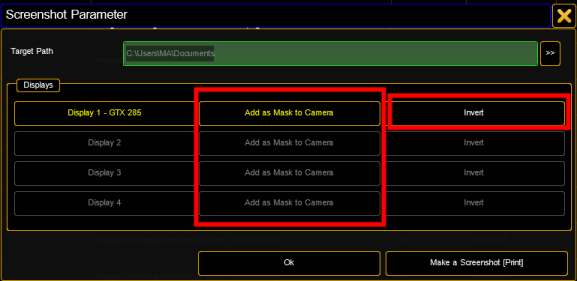 Screenshot Parameter
Target Path
C:\Users\MA\Documents
>>
Displays
Display 1 - GTX 285 Add as Mask to Camera Invert
Display 2 Add as Mask to Camera Invert
Display 3 Add as Mask to Camera Invert
Display 4 Add as Mask to Camera Invert
Ok Make a Screenshot [Print]